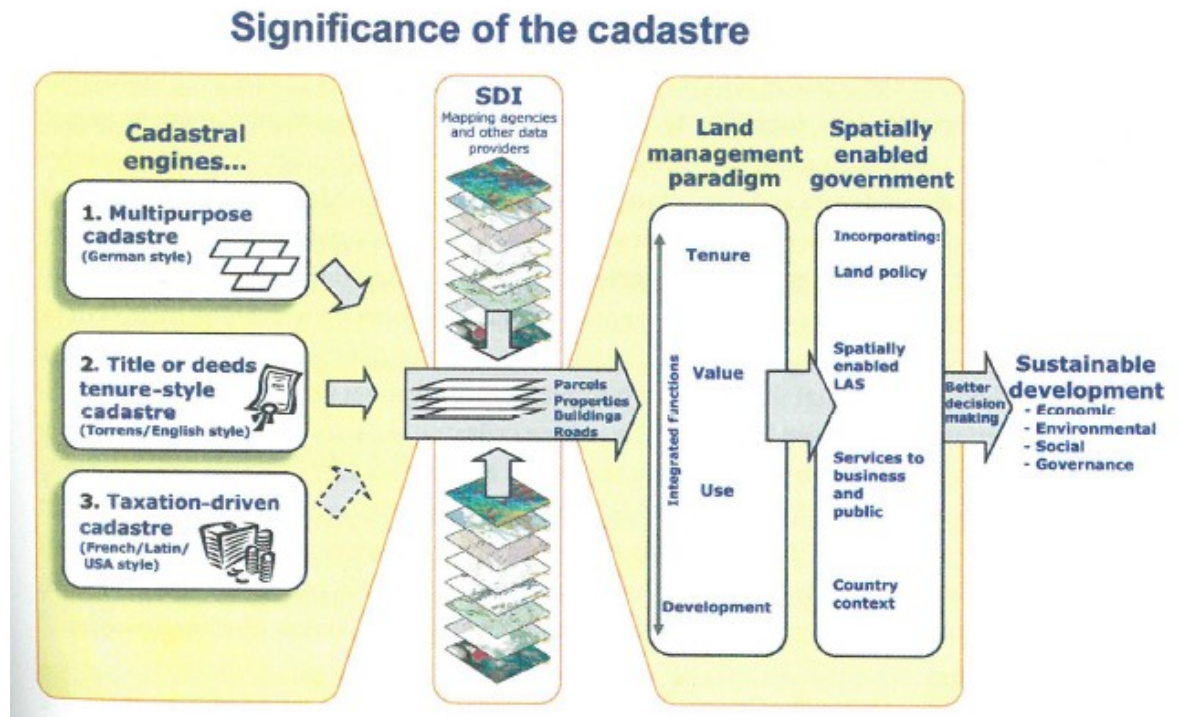 Significance of the cadastre
Cadastral
engines...
1. Multipurpose
cadastre
(German style)
2. Title or deeds
tenure-style
cadastre
(Torrens/English style)
3. Taxation-driven
cadastre
(French/Latin/
USA style)
SDI
Mapping agencies
and other data
providers
Parcels
Properties
Buildings
Roads
Land
management
paradigm
Integrated functions
Tenure
Value
Use
Development
Spatially
enabled
government
Incorporating:
Land policy
Spatially
enabled
LAS
Services to
business
and
public
Country
context
Better
decision
making
Sustainable
development
- Economic
- Environmental
- Social
- Governance